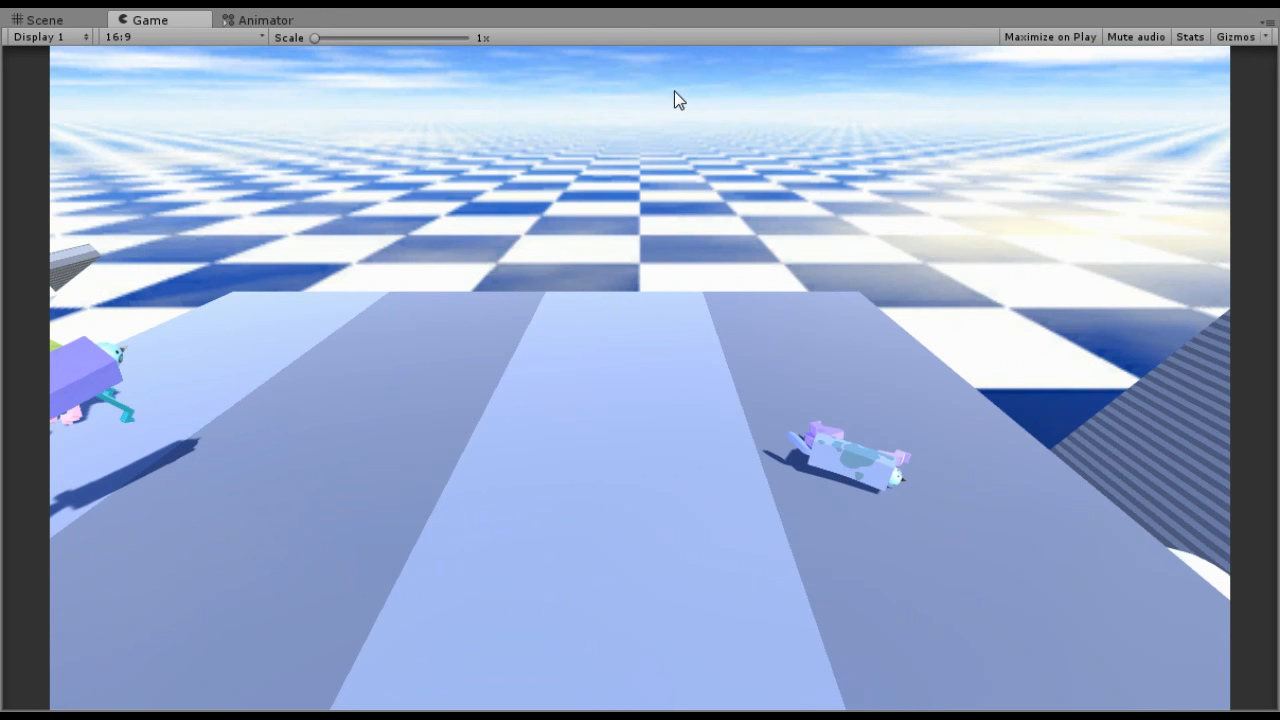 Scene Game Animator
Display 1 16:9 Scale 1x Maximize on Play Mute audio Stats Gizmos